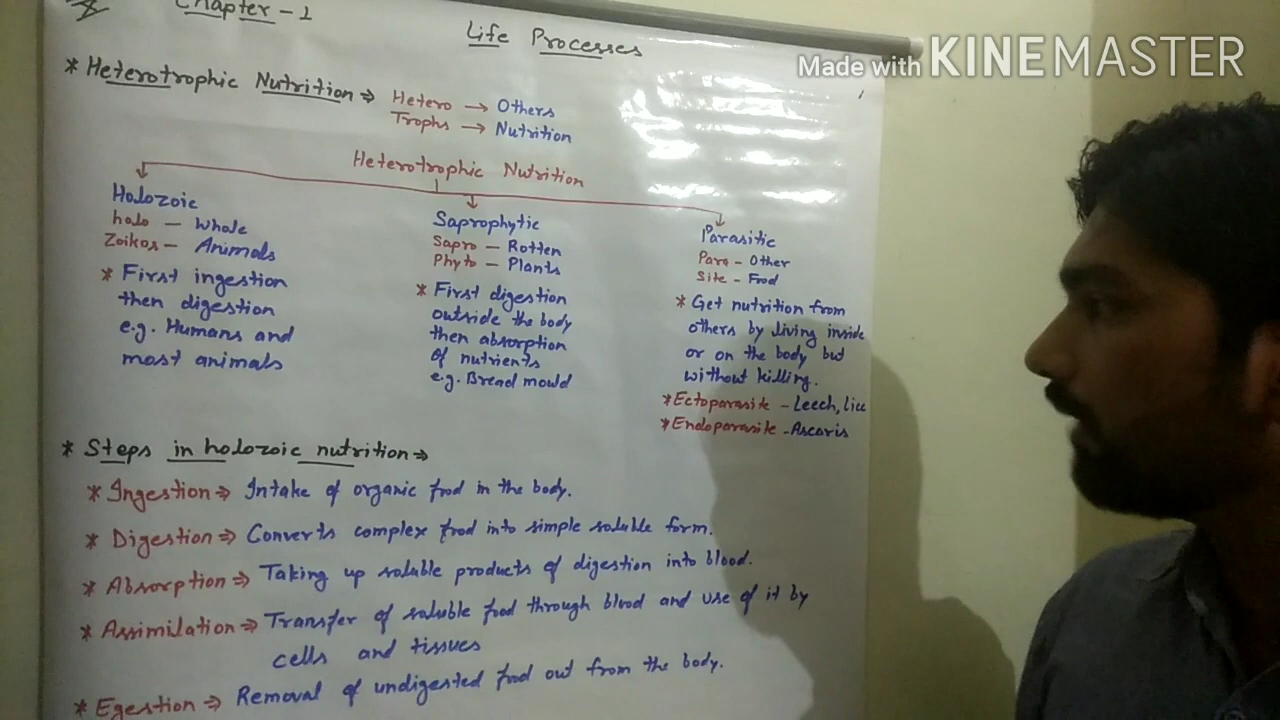 Chapter - 1
Life Processes
Made with KINEMASTER
* Heterotrophic Nutrition ⇒ Hetero → Others
Trophs → Nutrition
Heterotrophic Nutrition
Holozoic
holo - Whole
Zoikos - Animals
* First ingestion
then digestion
e.g. Humans and
most animals
Saprophytic
Sapro - Rotten
Phyto - Plants
* First digestion
outside the body
then absorption
of nutrients
e.g. Bread mould
Parasitic
Para - Other
Site - Food
* Get nutrition from
others by living inside
or on the body but
without killing.
* Ectoparasite - Leech, Lice
* Endoparasite - Ascaris
* Steps in holozoic nutrition ⇒
* Ingestion ⇒ Intake of organic food in the body.
* Digestion ⇒ Converts complex food into simple soluble form.
* Absorption ⇒ Taking up soluble products of digestion into blood.
* Assimilation ⇒ Transfer of soluble food through blood and use of it by
cells and tissues
* Egestion ⇒ Removal of undigested food out from the body.